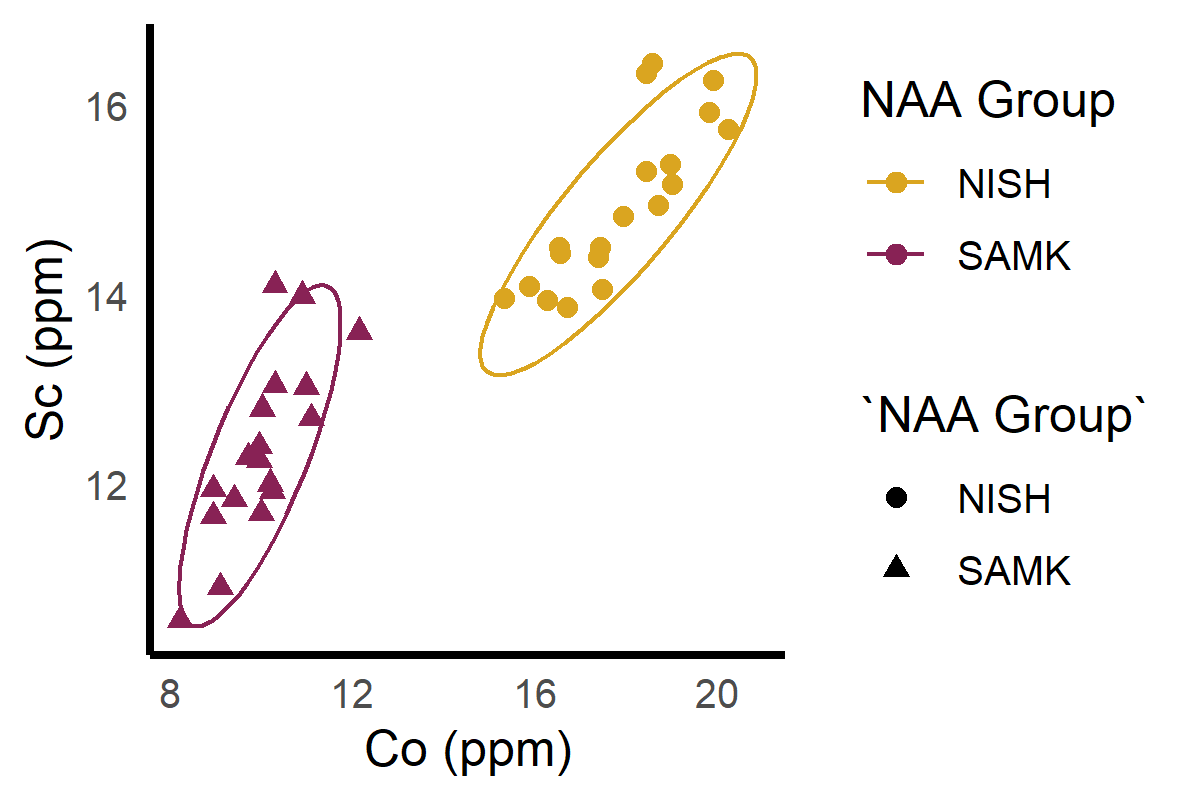 16
14
12
Sc (ppm)
8 12 16 20
Co (ppm)
NAA Group
NISH
SAMK
`NAA Group`
NISH
SAMK